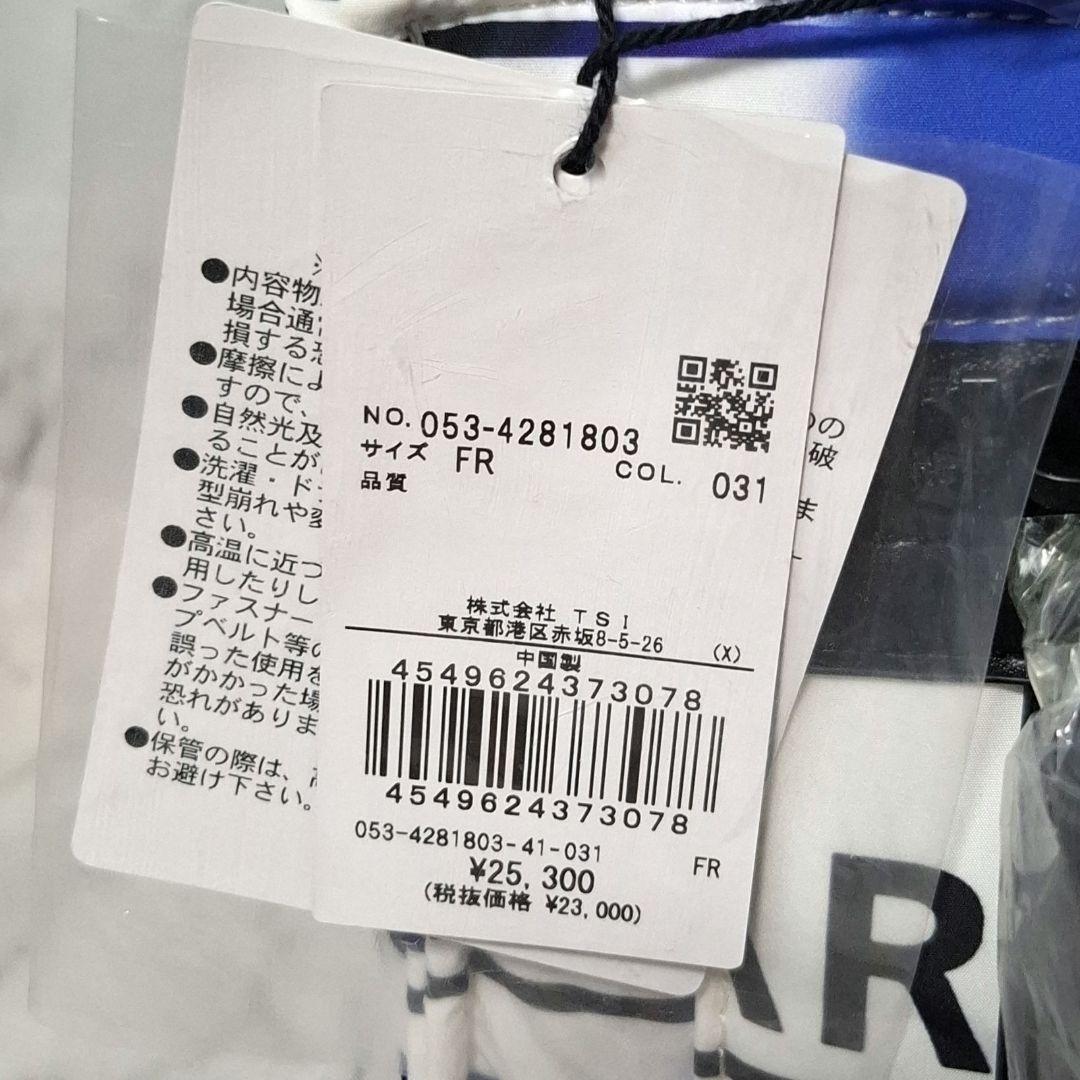 ●内容物
場合通
損する恐
●摩擦によ
すので、
●自然光及
ることが
●洗濯・ド
型崩れや変
さい。
●高温に近づ
用したりし
●ファスナー
プベルト等の
誤った使用を
がかかった場
恐れがありま
い。
●保管の際は、
お避け下さい。
NO. 053-4281803
サイズ FR COL. 031
品質
株式会社 TSI
東京都港区赤坂8-5-26 (X)
中国製
4549624373078
4549624373078
053-4281803-41-031 FR
¥25,300
(税抜価格 ¥23,000)
のの
破
ま
AR